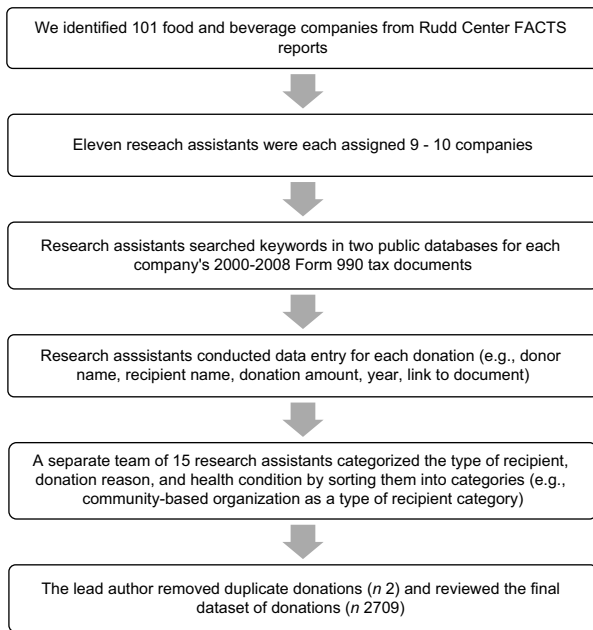 We identified 101 food and beverage companies from Rudd Center FACTS
reports
Eleven reseach assistants were each assigned 9 - 10 companies
Research assistants searched keywords in two public databases for each
company's 2000-2008 Form 990 tax documents
Research asssistants conducted data entry for each donation (e.g., donor
name, recipient name, donation amount, year, link to document)
A separate team of 15 research assistants categorized the type of recipient,
donation reason, and health condition by sorting them into categories (e.g.,
community-based organization as a type of recipient category)
The lead author removed duplicate donations (n 2) and reviewed the final
dataset of donations (n 2709)